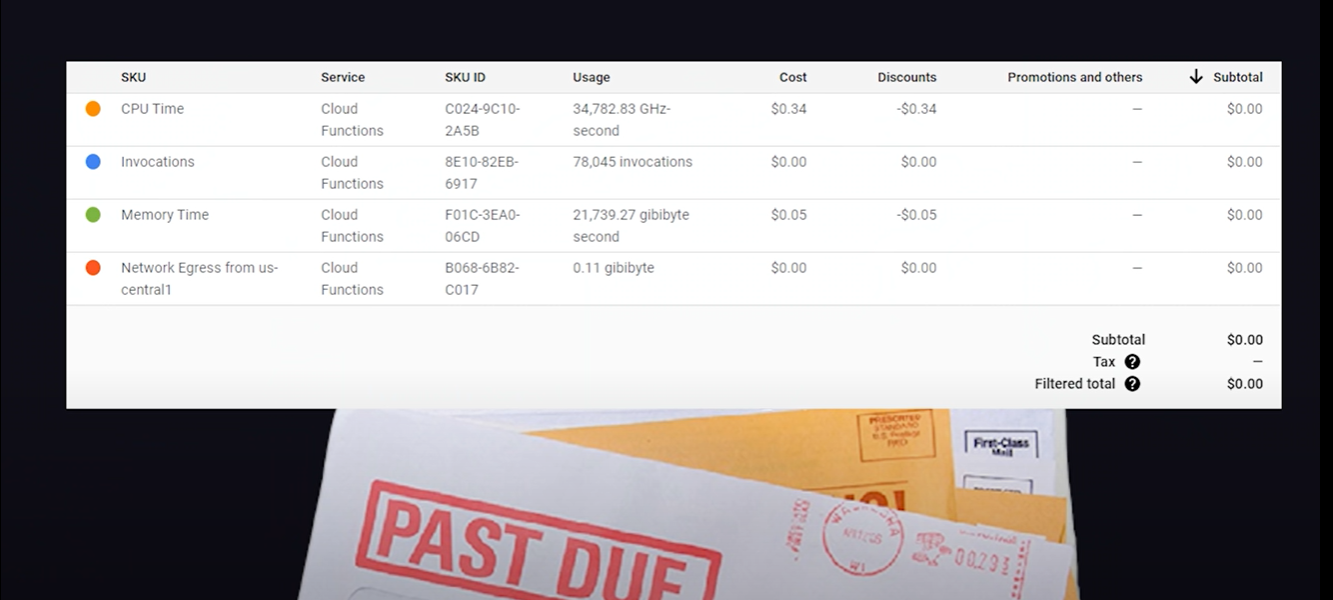 SKU Service SKU ID Usage Cost Discounts Promotions and others Subtotal
CPU Time Cloud C024-9C10- 34,782.83 GHz- $0.34 -$0.34 — $0.00
Functions 2A5B second
Invocations Cloud 8E10-82EB- 78,045 invocations $0.00 $0.00 — $0.00
Functions 6917
Memory Time Cloud F01C-3EA0- 21,739.27 gibibyte $0.05 -$0.05 — $0.00
Functions 06CD second
Network Egress from us- Cloud B068-6B82- 0.11 gibibyte $0.00 $0.00 — $0.00
central1 Functions C017
Subtotal $0.00
Tax ? —
Filtered total ? $0.00
PRESORTED
STANDARD
U.S. Postage
PAID
First-Class
Mail
PAST DUE